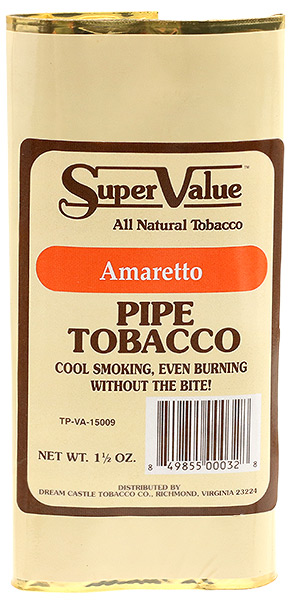 Super Value™
All Natural Tobacco
Amaretto
PIPE
TOBACCO
COOL SMOKING, EVEN BURNING
WITHOUT THE BITE!
TP-VA-15009
NET WT. 1½ OZ.
8 49855 00032 8
DISTRIBUTED BY
DREAM CASTLE TOBACCO CO., RICHMOND, VIRGINIA 23224